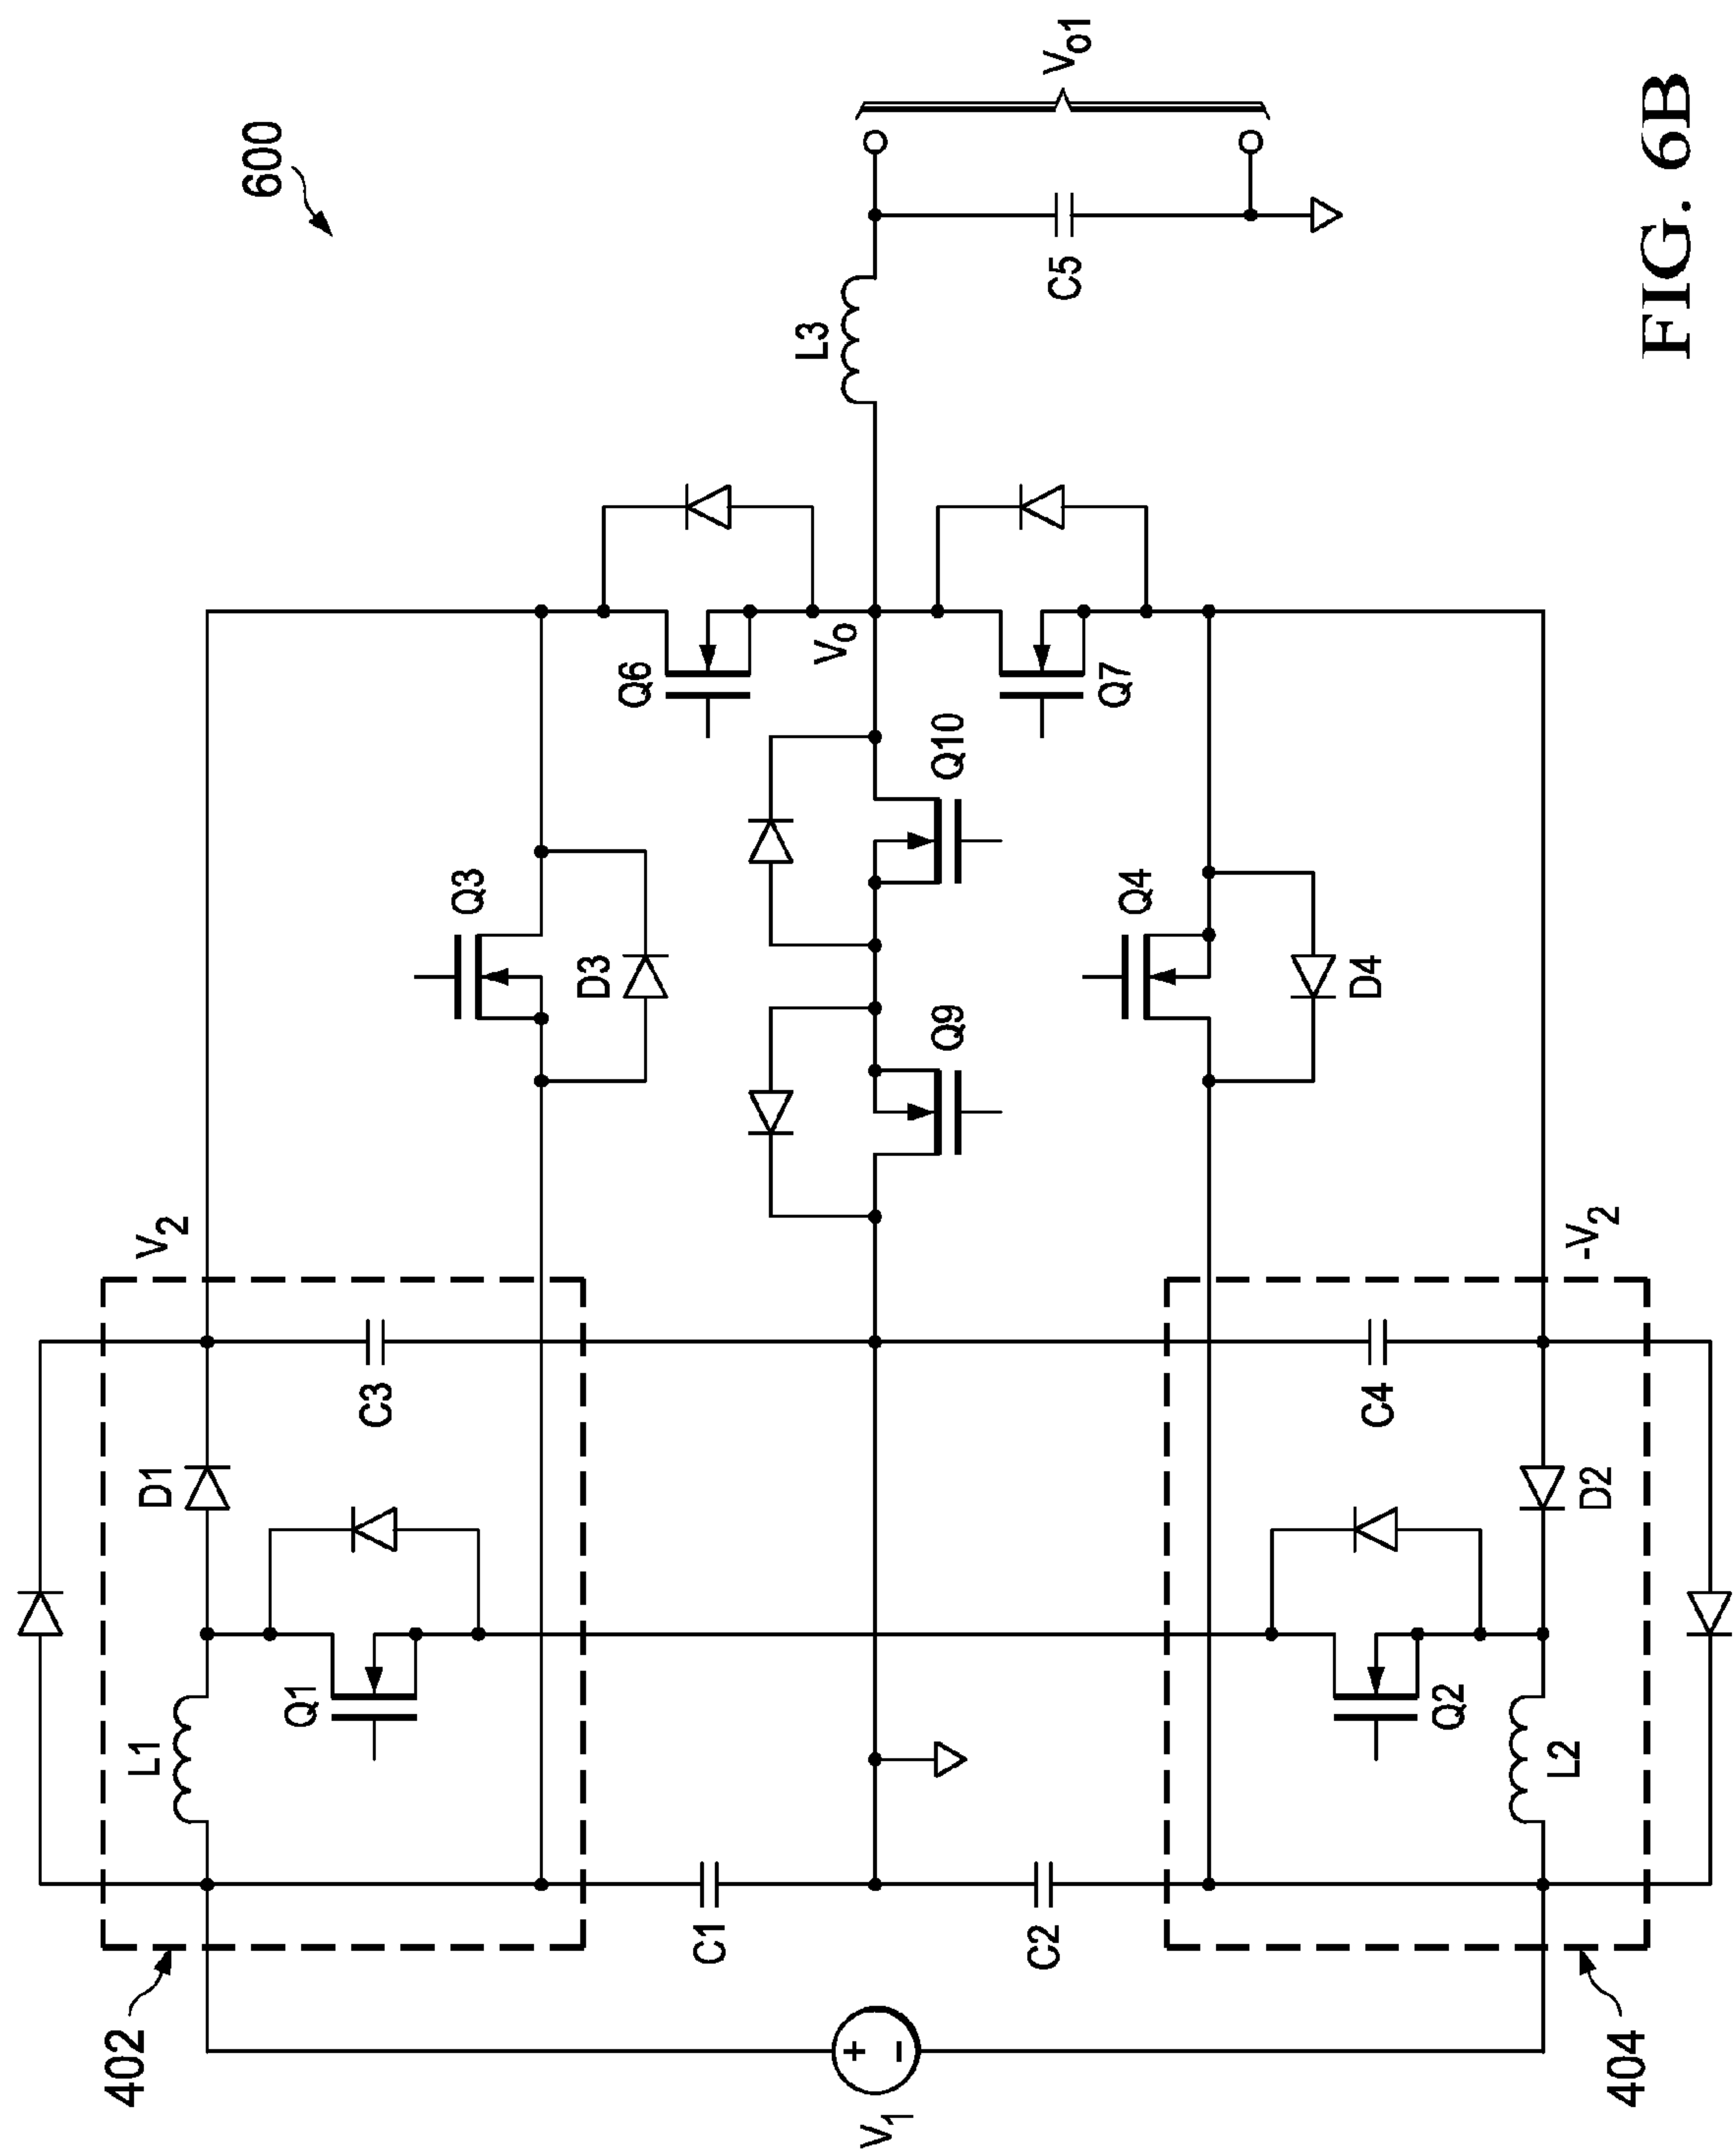 600
402
V1
+
−
404
L1
D1
V2
Q1
C3
C1
C2
Q2
L2
C4
D2
-V2
Q3
D3
Q9
Q10
Q4
D4
Q6
Vo
Q7
L3
C5
Vo1
FIG. 6B